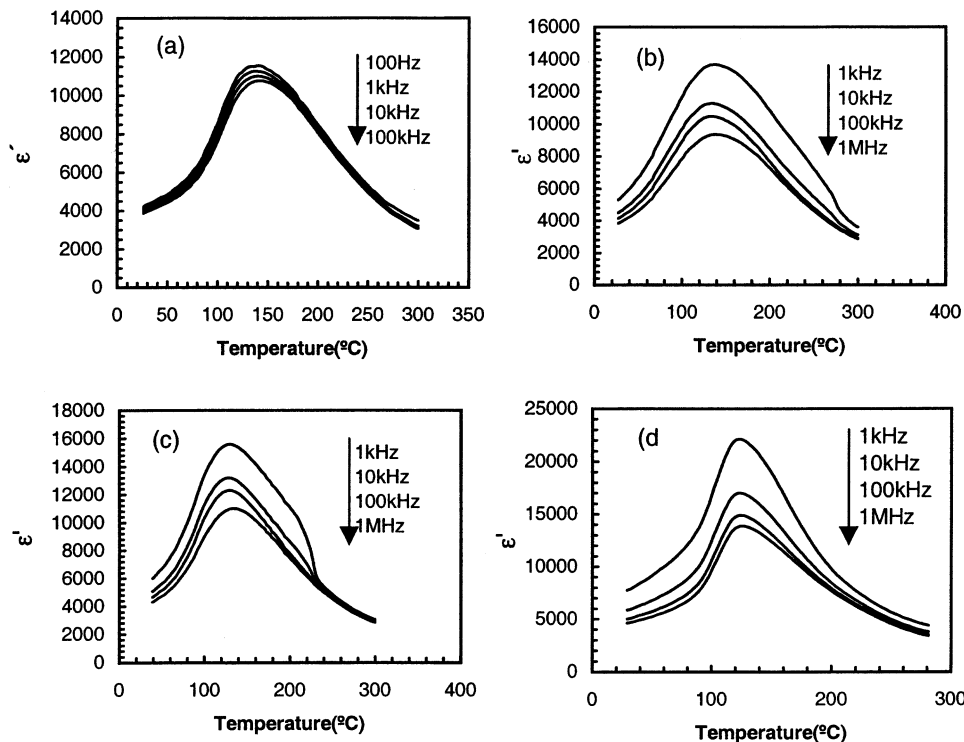 14000
12000
10000
8000
6000
4000
2000
0
ε´
(a)
100Hz
1kHz
10kHz
100kHz
0 50 100 150 200 250 300 350
Temperature(ºC)
16000
14000
12000
10000
8000
6000
4000
2000
0
ε'
(b)
1kHz
10kHz
100kHz
1MHz
0 100 200 300 400
Temperature(ºC)
18000
16000
14000
12000
10000
8000
6000
4000
2000
0
ε'
(c)
1kHz
10kHz
100kHz
1MHz
0 100 200 300 400
Temperature(ºC)
25000
20000
15000
10000
5000
0
ε'
(d
1kHz
10kHz
100kHz
1MHz
0 100 200 300
Temperature(ºC)